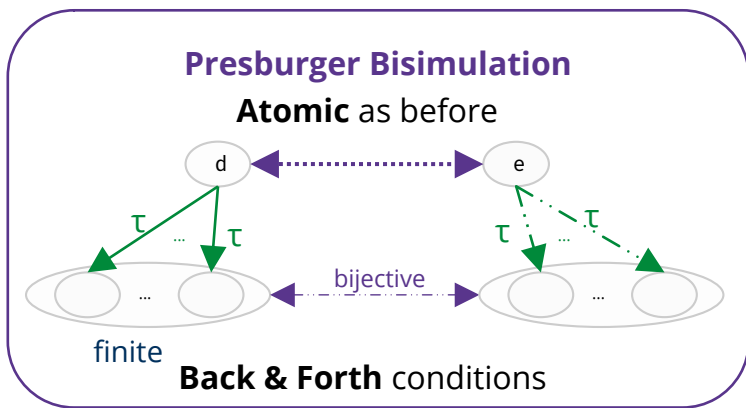 Presburger Bisimulation
Atomic as before
d e
τ ... τ τ ... τ
... bijective ...
finite
Back & Forth conditions